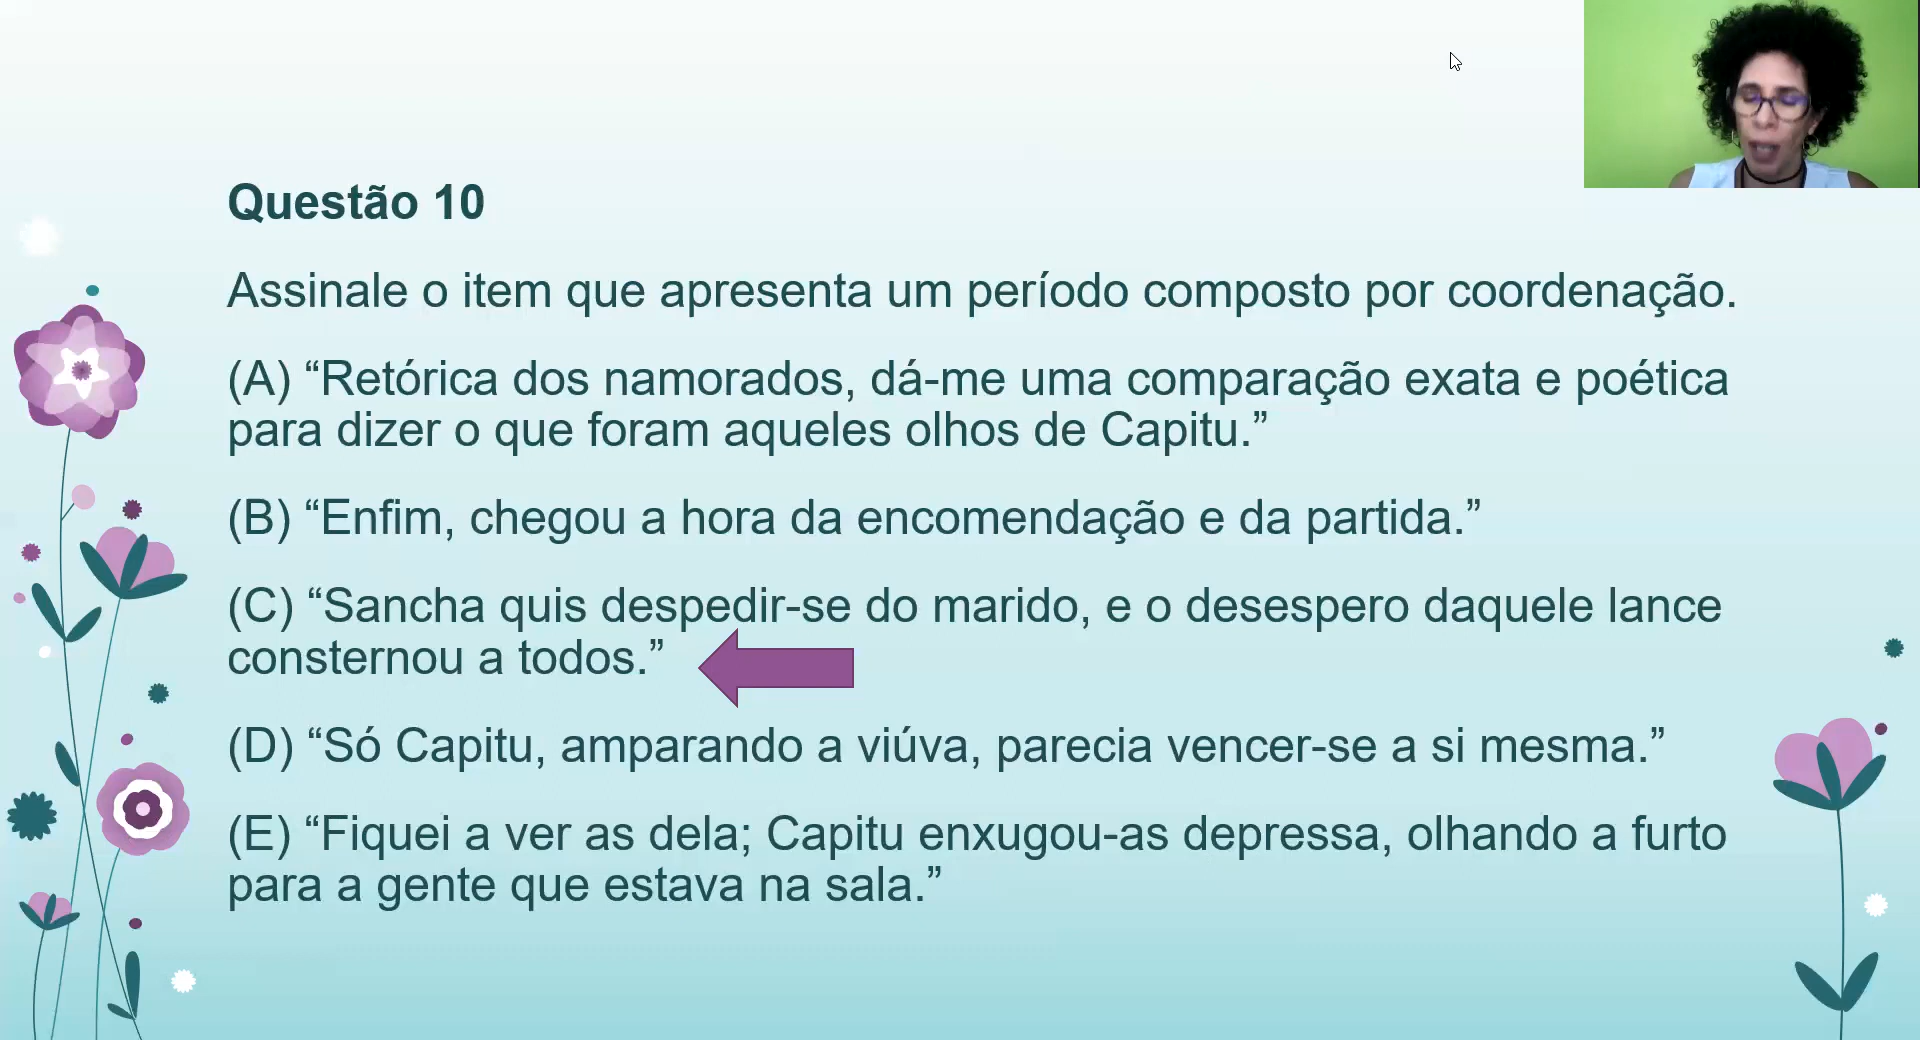 Questão 10
Assinale o item que apresenta um período composto por coordenação.
(A) “Retórica dos namorados, dá-me uma comparação exata e poética
para dizer o que foram aqueles olhos de Capitu.”
(B) “Enfim, chegou a hora da encomendação e da partida.”
(C) “Sancha quis despedir-se do marido, e o desespero daquele lance
consternou a todos.”
(D) “Só Capitu, amparando a viúva, parecia vencer-se a si mesma.”
(E) “Fiquei a ver as dela; Capitu enxugou-as depressa, olhando a furto
para a gente que estava na sala.”